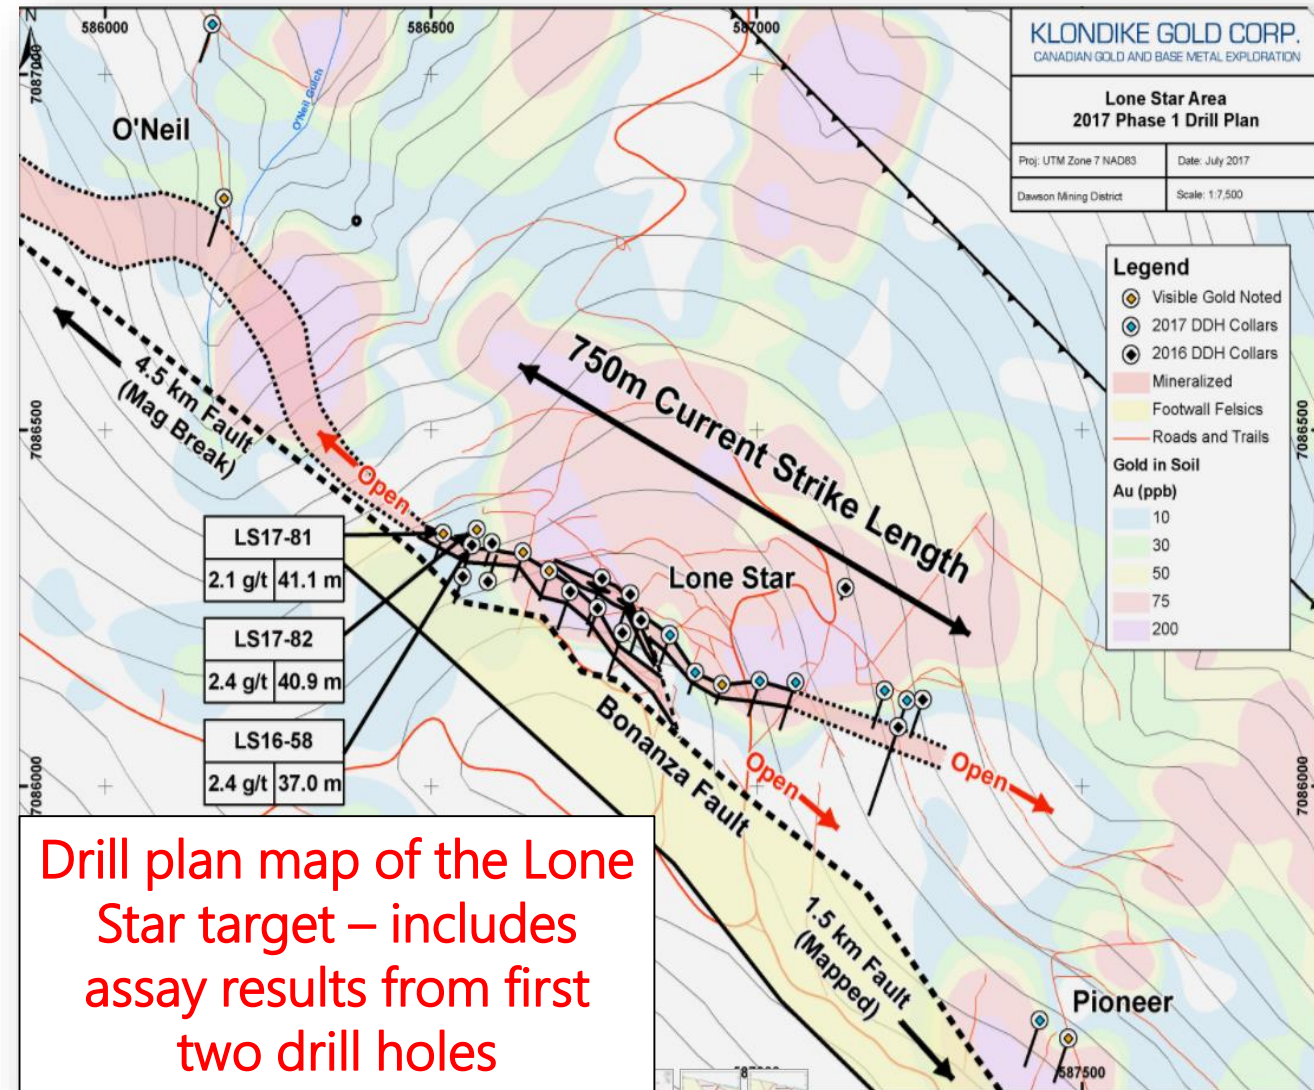 N
586000
586500
587000
KLONDIKE GOLD CORP.
CANADIAN GOLD AND BASE METAL EXPLORATION
Lone Star Area
2017 Phase 1 Drill Plan
Proj: UTM Zone 7 NAD83
Date: July 2017
Dawson Mining District
Scale: 1:7,500
7087000
O'Neil
O'Neil Gulch
Legend
Visible Gold Noted
2017 DDH Collars
2016 DDH Collars
Mineralized
Footwall Felsics
Roads and Trails
Gold in Soil
Au (ppb)
10
30
50
75
200
4.5 km Fault
(Mag Break)
750m Current Strike Length
7086500
7086500
Open
LS17-81
2.1 g/t 41.1 m
LS17-82
2.4 g/t 40.9 m
LS16-58
2.4 g/t 37.0 m
Lone Star
Bonanza Fault
Open
Open
7086000
7086000
1.5 km Fault
(Mapped)
Pioneer
587500
Drill plan map of the Lone
Star target – includes
assay results from first
two drill holes